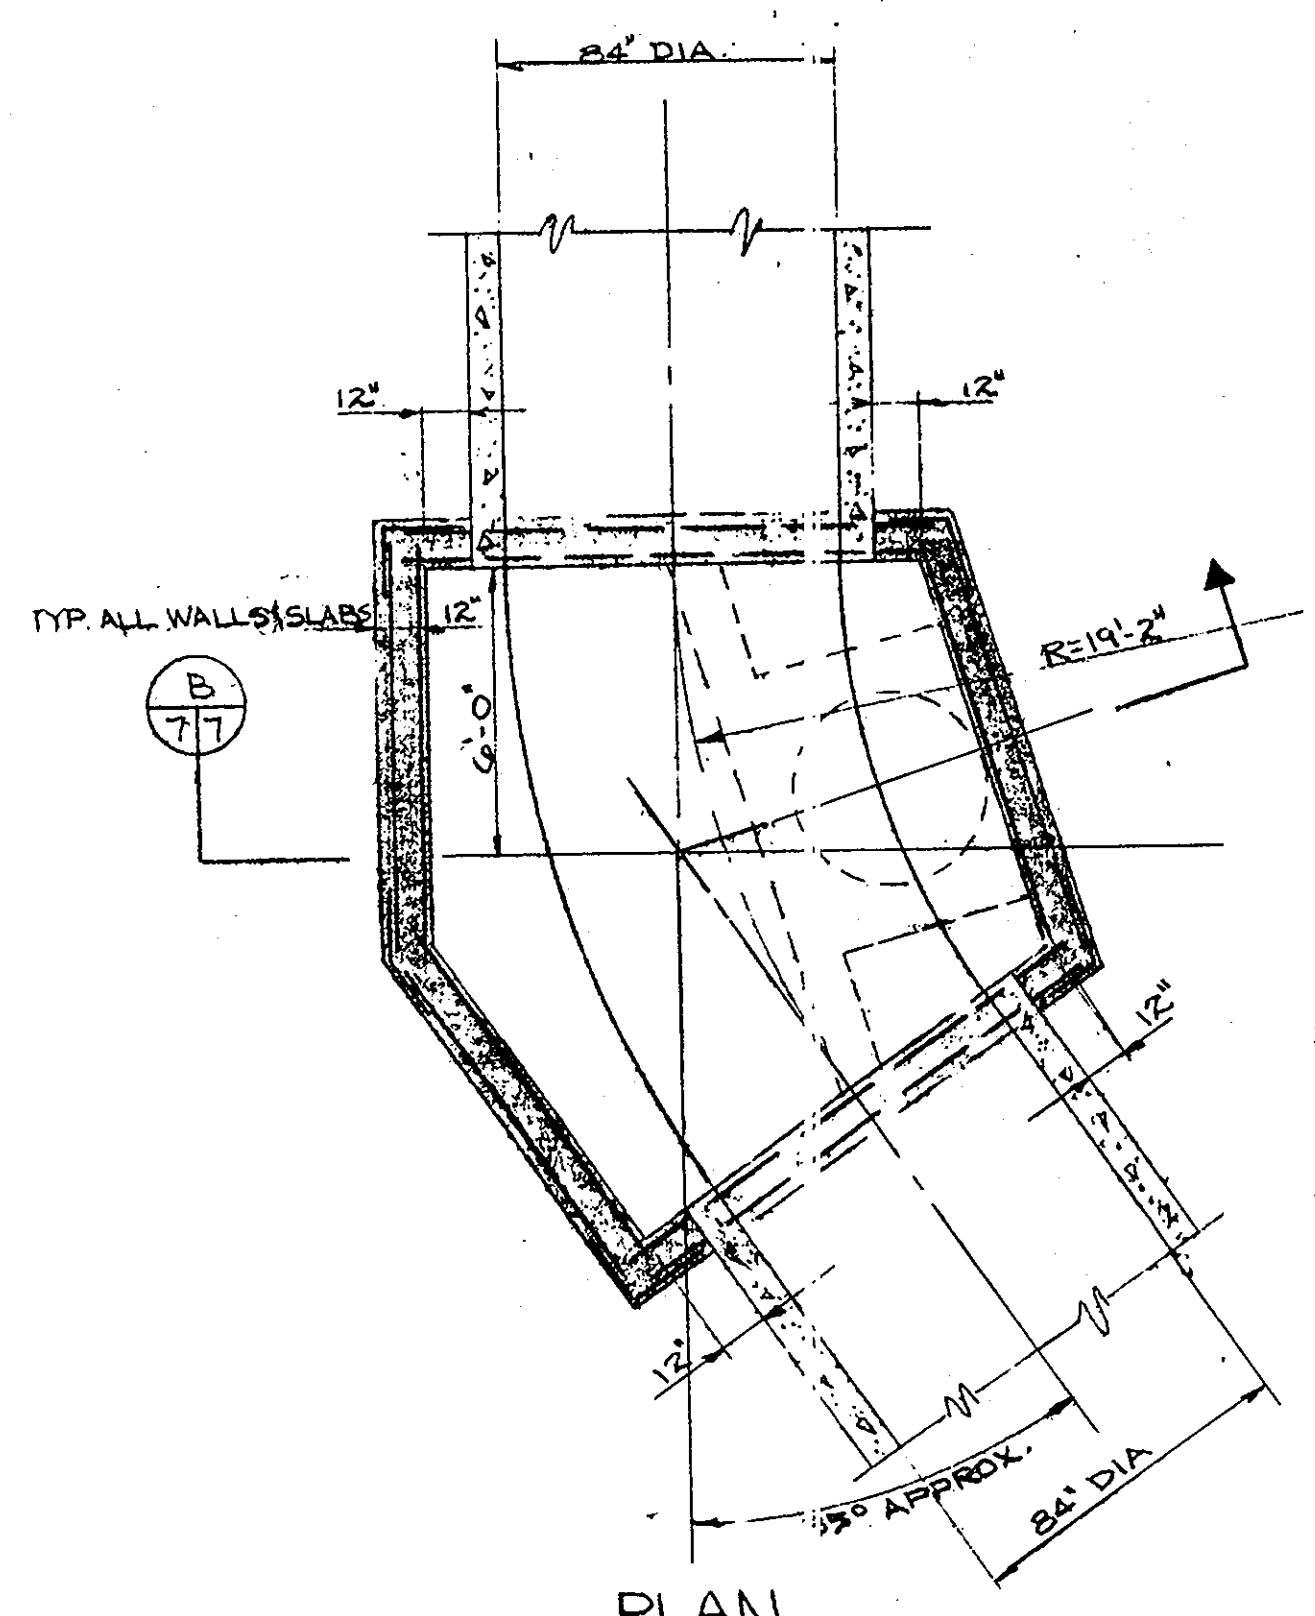 84" DIA.
12"
12"
TYP. ALL WALLS & SLABS
12"
B
7 7
6'-0"
R=19'-2"
12"
12"
APPROX.
84" DIA
PLAN